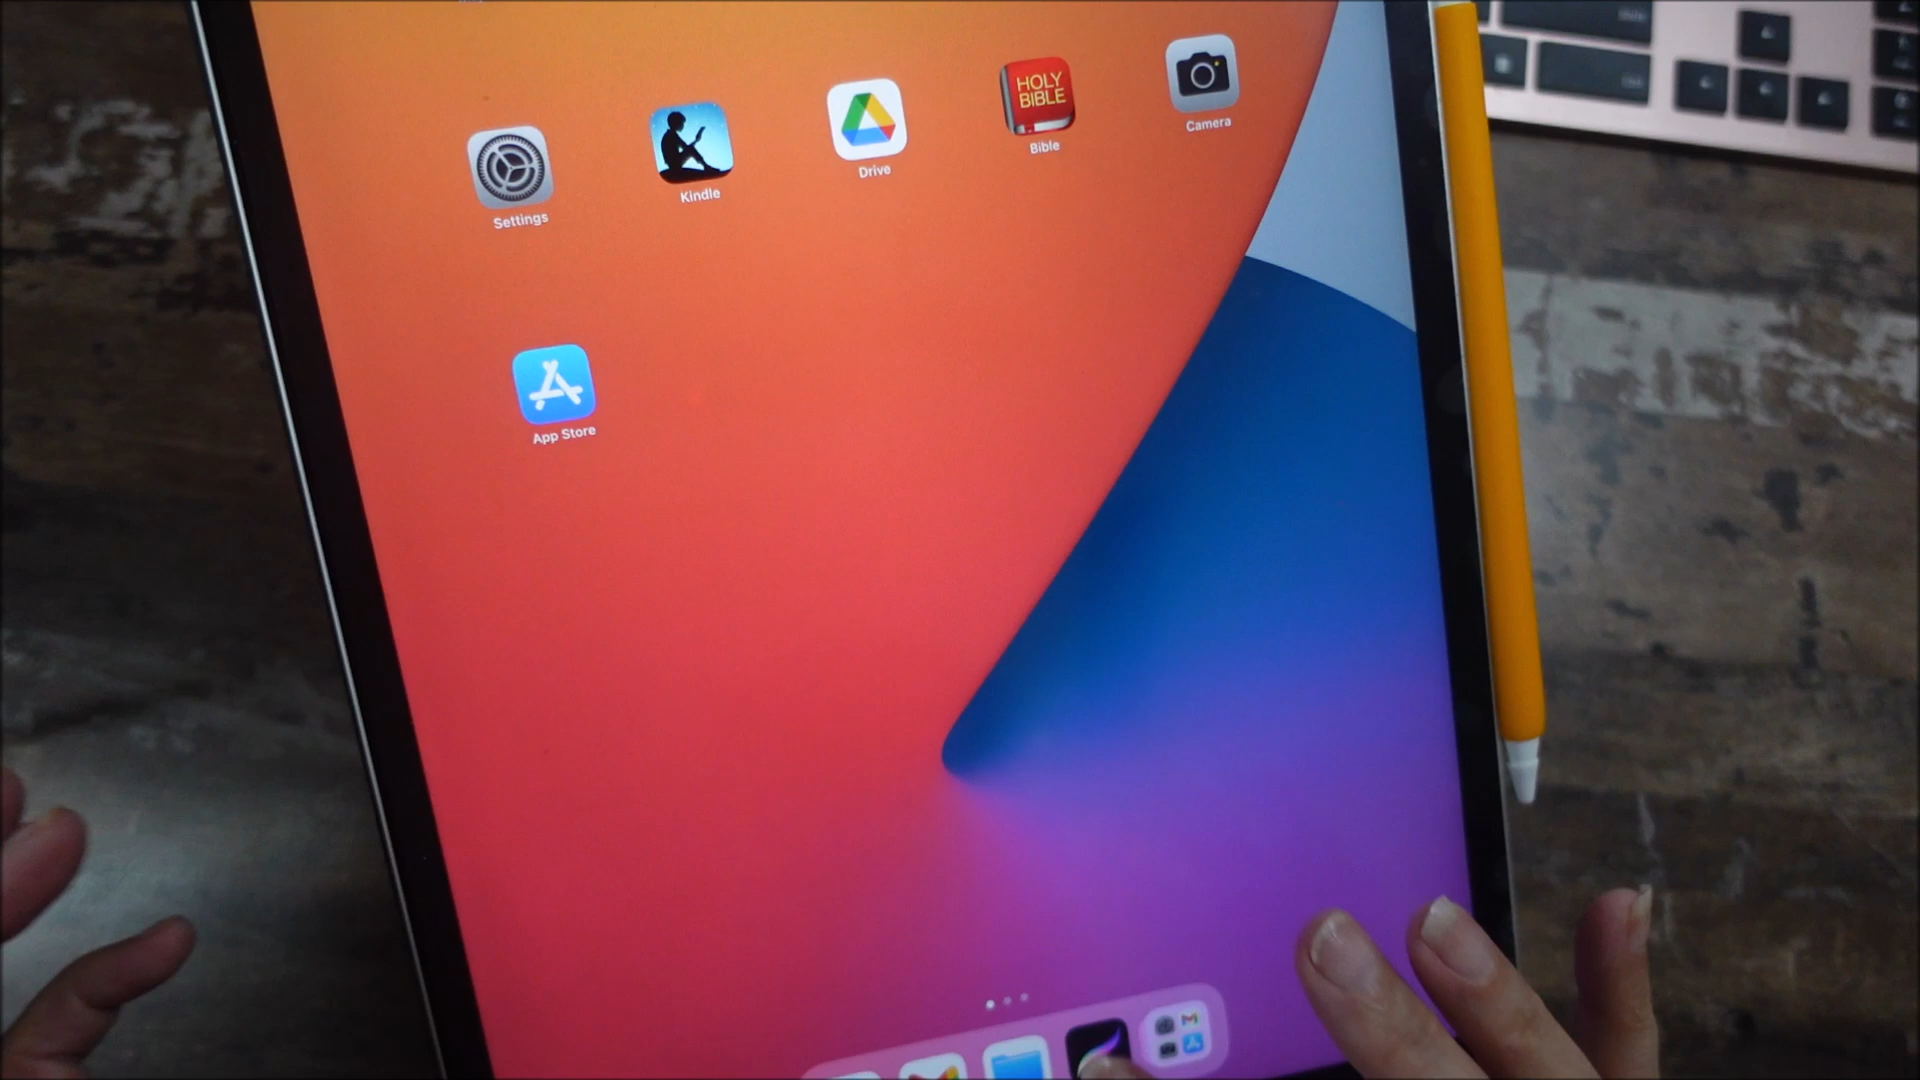 Settings
Kindle
Drive
HOLY
BIBLE
Bible
Camera
App Store